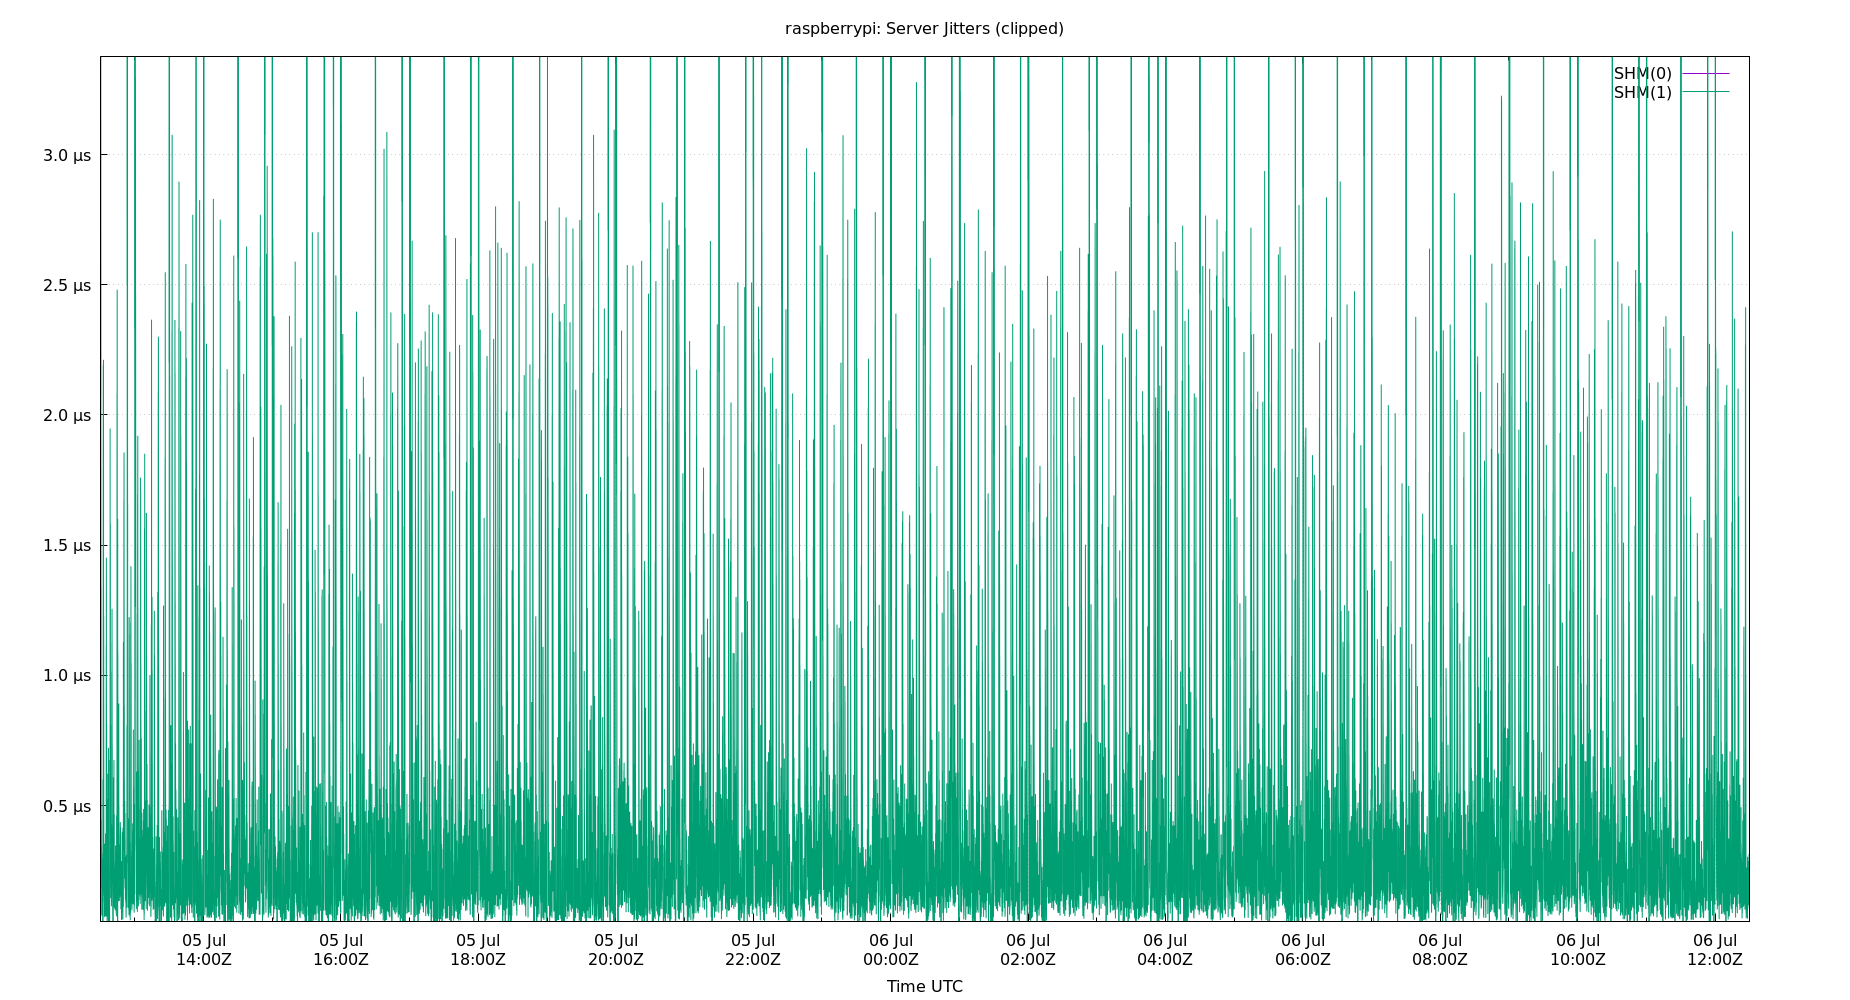 raspberrypi: Server Jitters (clipped)
SHM(0)
SHM(1)
3.0 µs
2.5 µs
2.0 µs
1.5 µs
1.0 µs
0.5 µs
05 Jul 05 Jul 05 Jul 05 Jul 05 Jul 06 Jul 06 Jul 06 Jul 06 Jul 06 Jul 06 Jul 06 Jul
14:00Z 16:00Z 18:00Z 20:00Z 22:00Z 00:00Z 02:00Z 04:00Z 06:00Z 08:00Z 10:00Z 12:00Z
Time UTC